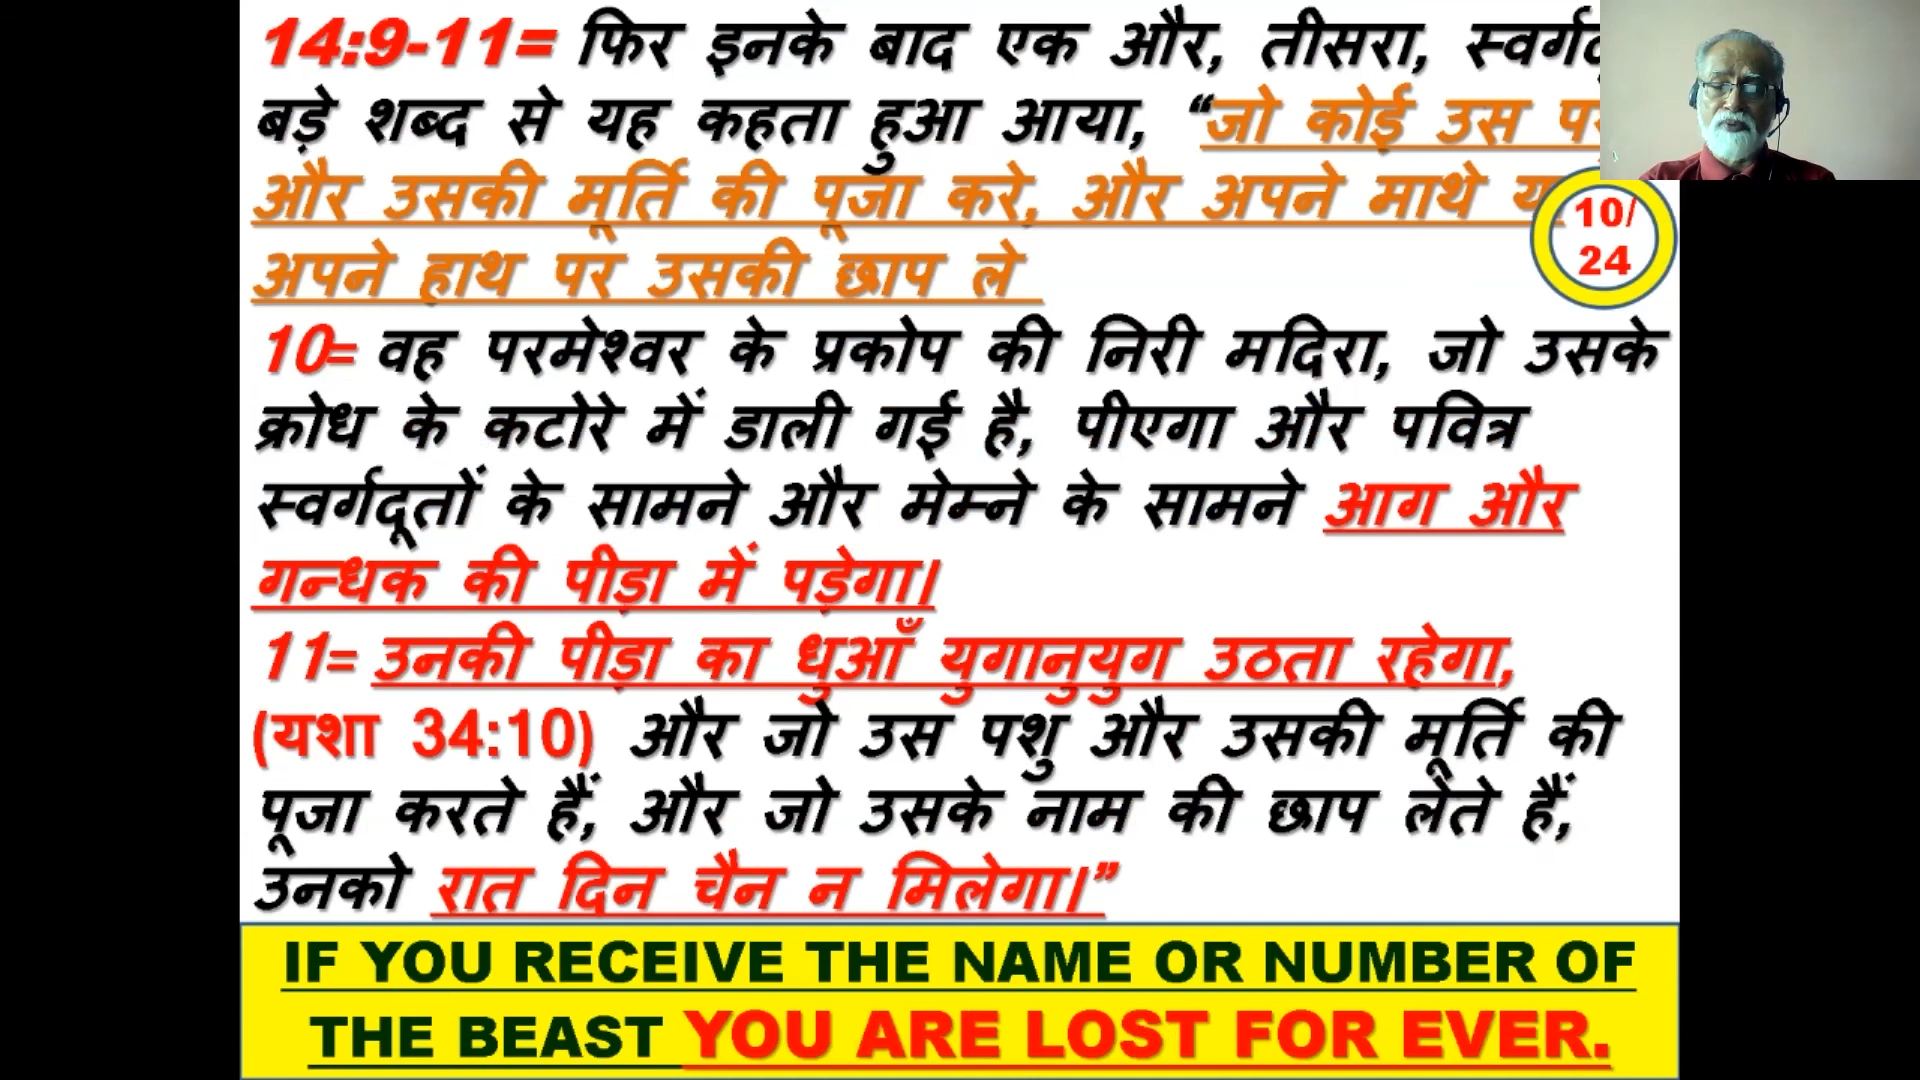 14:9-11= फिर इनके बाद एक और, तीसरा,
बड़े शब्द से यह कहता हुआ आया, “जो कोई उस
और उसकी मूर्ति की पूजा करे, और अपने माथे
अपने हाथ पर उसकी छाप ले
10/
24
10= वह परमेश्वर के प्रकोप की निरी मदिरा, जो उसके
क्रोध के कटोरे में डाली गई है, पीएगा और पवित्र
स्वर्गदूतों के सामने और मेम्ने के सामने आग और
गन्धक की पीड़ा में पड़ेगा।
11= उनकी पीड़ा का धुआँ युगानुयुग उठता रहेगा,
(यशा 34:10) और जो उस पशु और उसकी मूर्ति की
पूजा करते हैं, और जो उसके नाम की छाप लेते हैं,
उनको रात दिन चैन न मिलेगा।”
IF YOU RECEIVE THE NAME OR NUMBER OF
THE BEAST YOU ARE LOST FOR EVER.